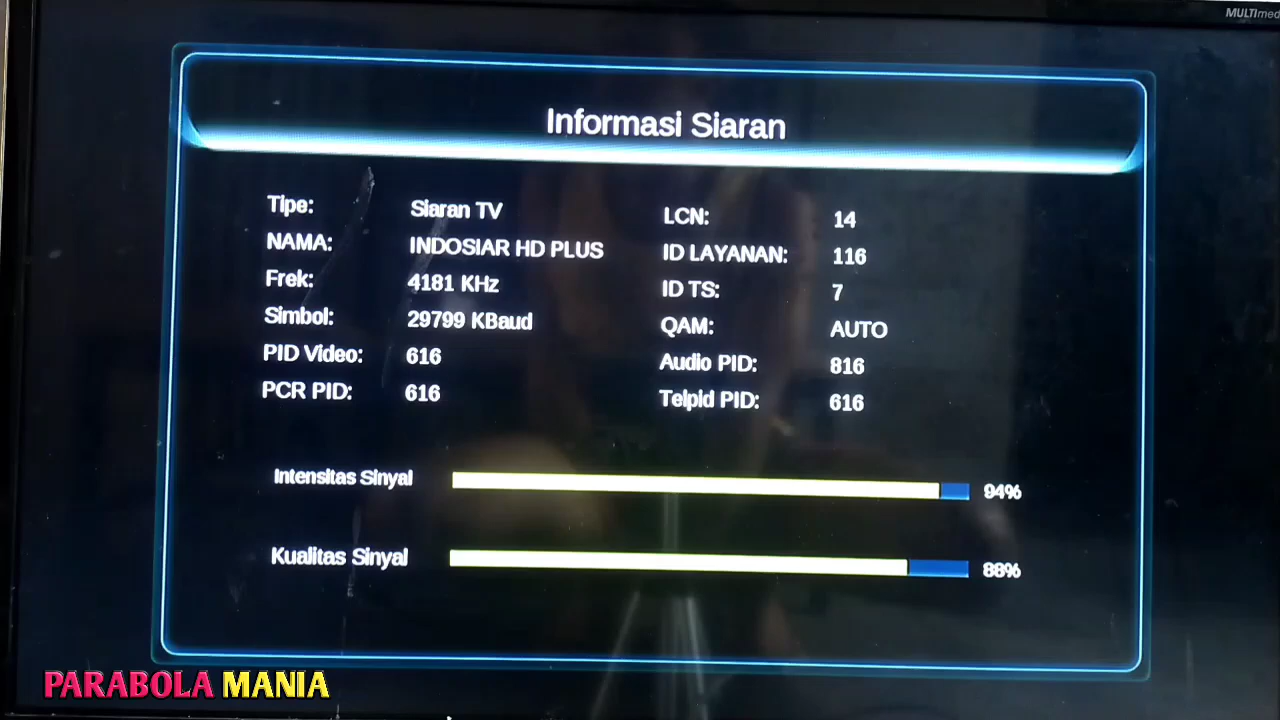 MULTimed
Informasi Siaran
Tipe: Siaran TV LCN: 14
NAMA: INDOSIAR HD PLUS ID LAYANAN: 116
Frek: 4181 KHz ID TS: 7
Simbol: 29799 KBaud QAM: AUTO
PID Video: 616 Audio PID: 816
PCR PID: 616 Telpid PID: 616
Intensitas Sinyal 94%
Kualitas Sinyal 88%
PARABOLA MANIA